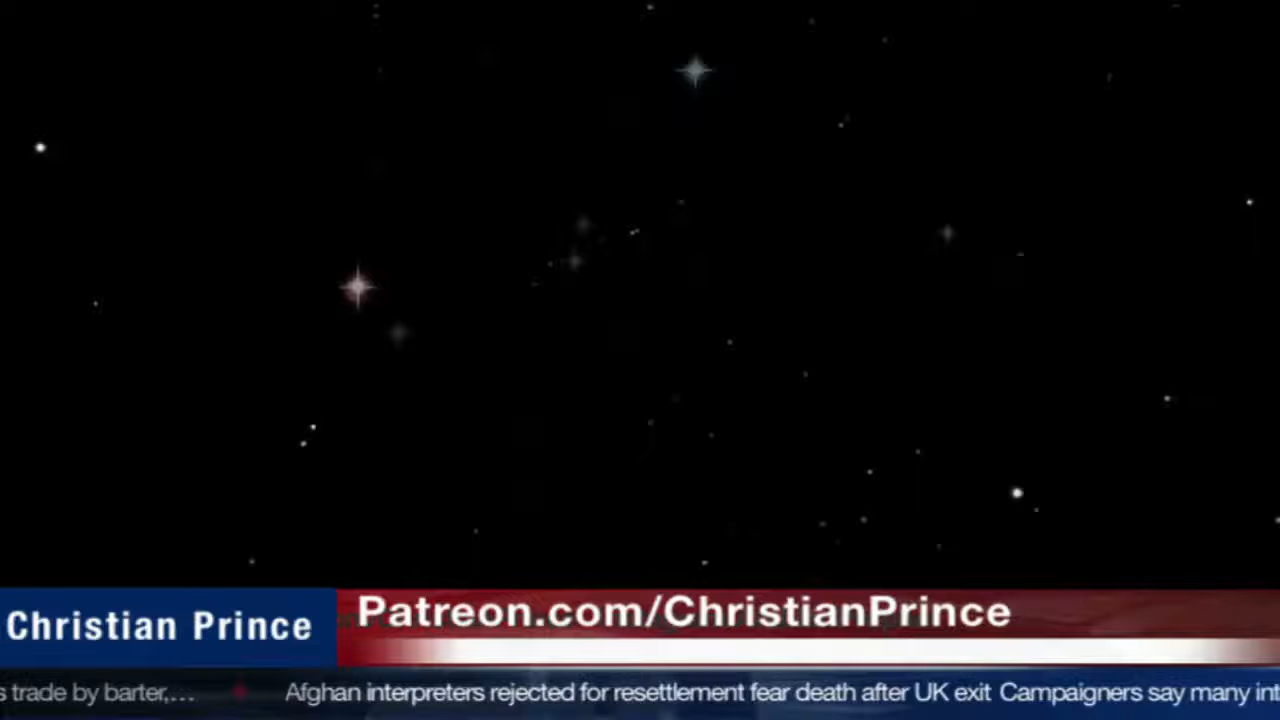 Christian Prince
Patreon.com/ChristianPrince
s trade by barter,... Afghan interpreters rejected for resettlement fear death after UK exit Campaigners say many int